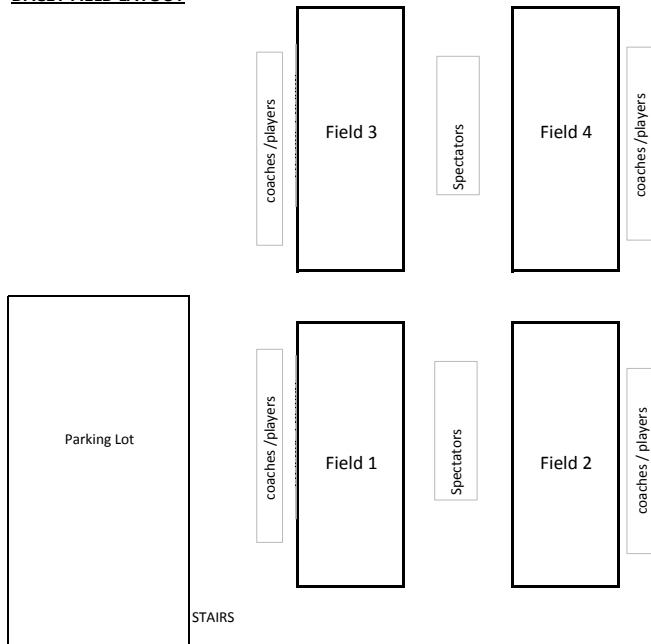 coaches /players
Field 3
Spectators
Field 4
coaches /players
Parking Lot
coaches /players
Field 1
Spectators
Field 2
coaches / players
STAIRS